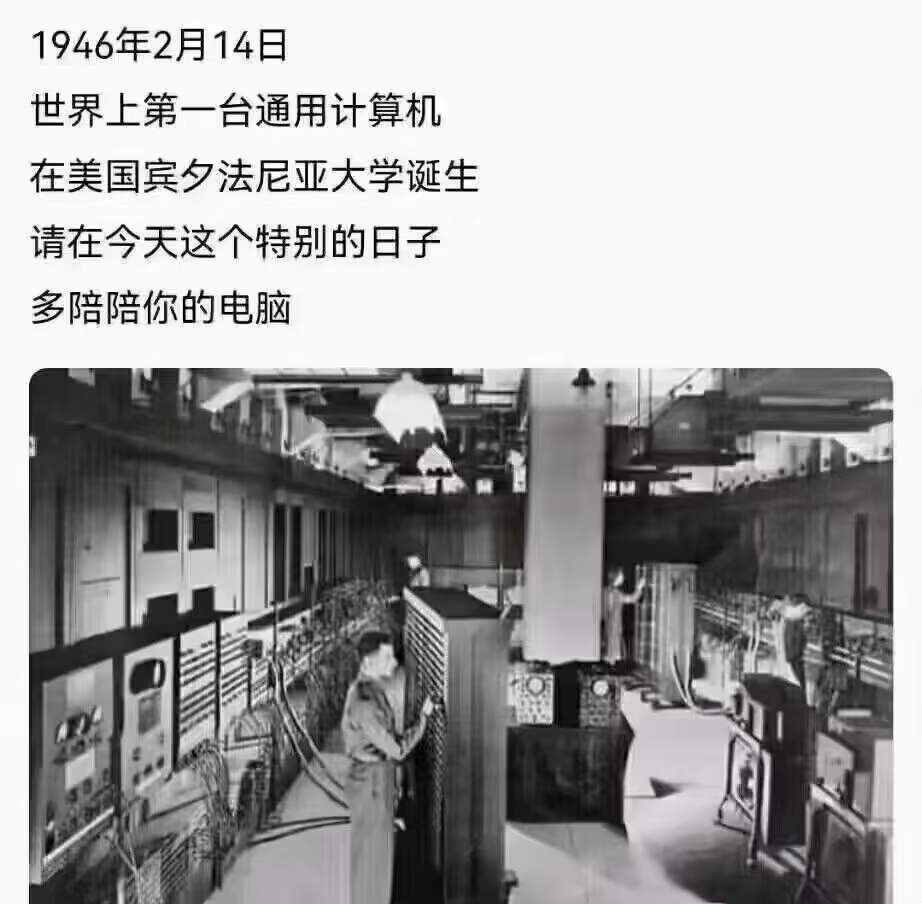 1946年2月14日
世界上第一台通用计算机
在美国宾夕法尼亚大学诞生
请在今天这个特别的日子
多陪陪你的电脑